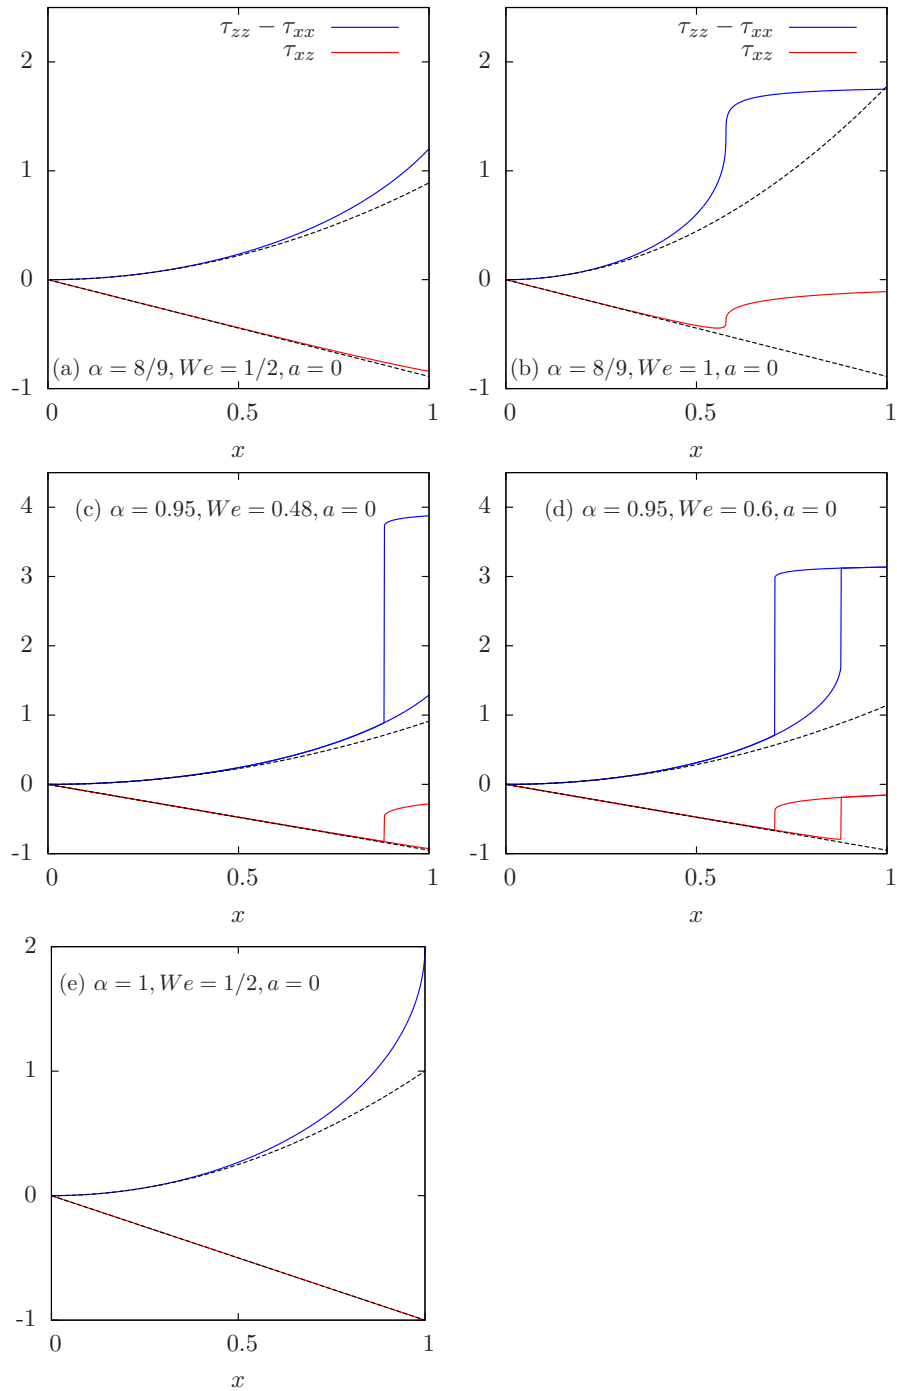 τzz − τxx
τxz
2
1
0
-1
(a) α = 8/9, We = 1/2, a = 0
0 0.5 1
x
τzz − τxx
τxz
2
1
0
-1
(b) α = 8/9, We = 1, a = 0
0 0.5 1
x
(c) α = 0.95, We = 0.48, a = 0
4
3
2
1
0
-1
0 0.5 1
x
(d) α = 0.95, We = 0.6, a = 0
4
3
2
1
0
-1
0 0.5 1
x
2
(e) α = 1, We = 1/2, a = 0
1
0
-1
0 0.5 1
x